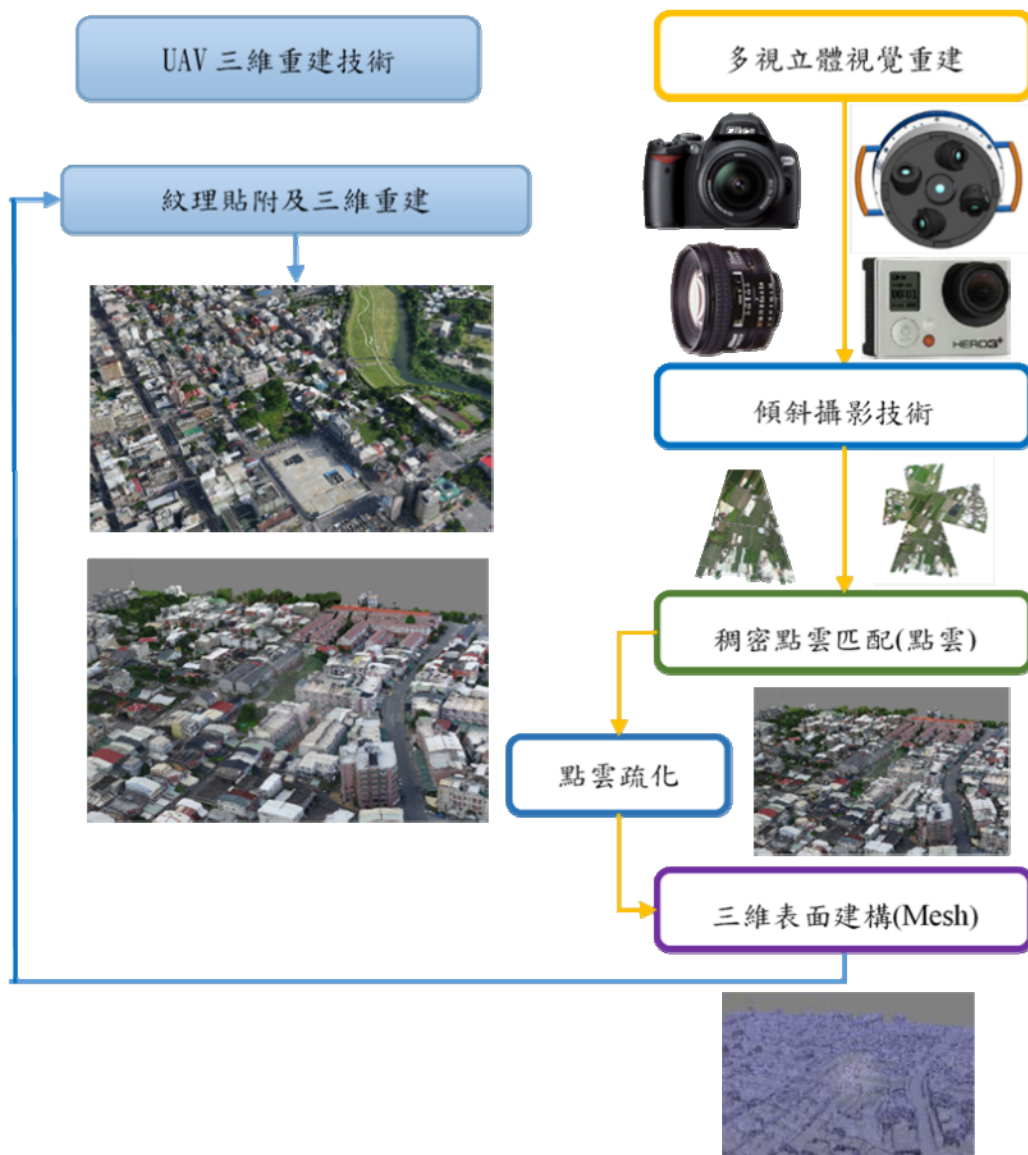 UAV 三維重建技術
多視立體視覺重建
紋理貼附及三維重建
HERO3+
傾斜攝影技術
稠密點雲匹配(點雲)
點雲疏化
三維表面建構(Mesh)